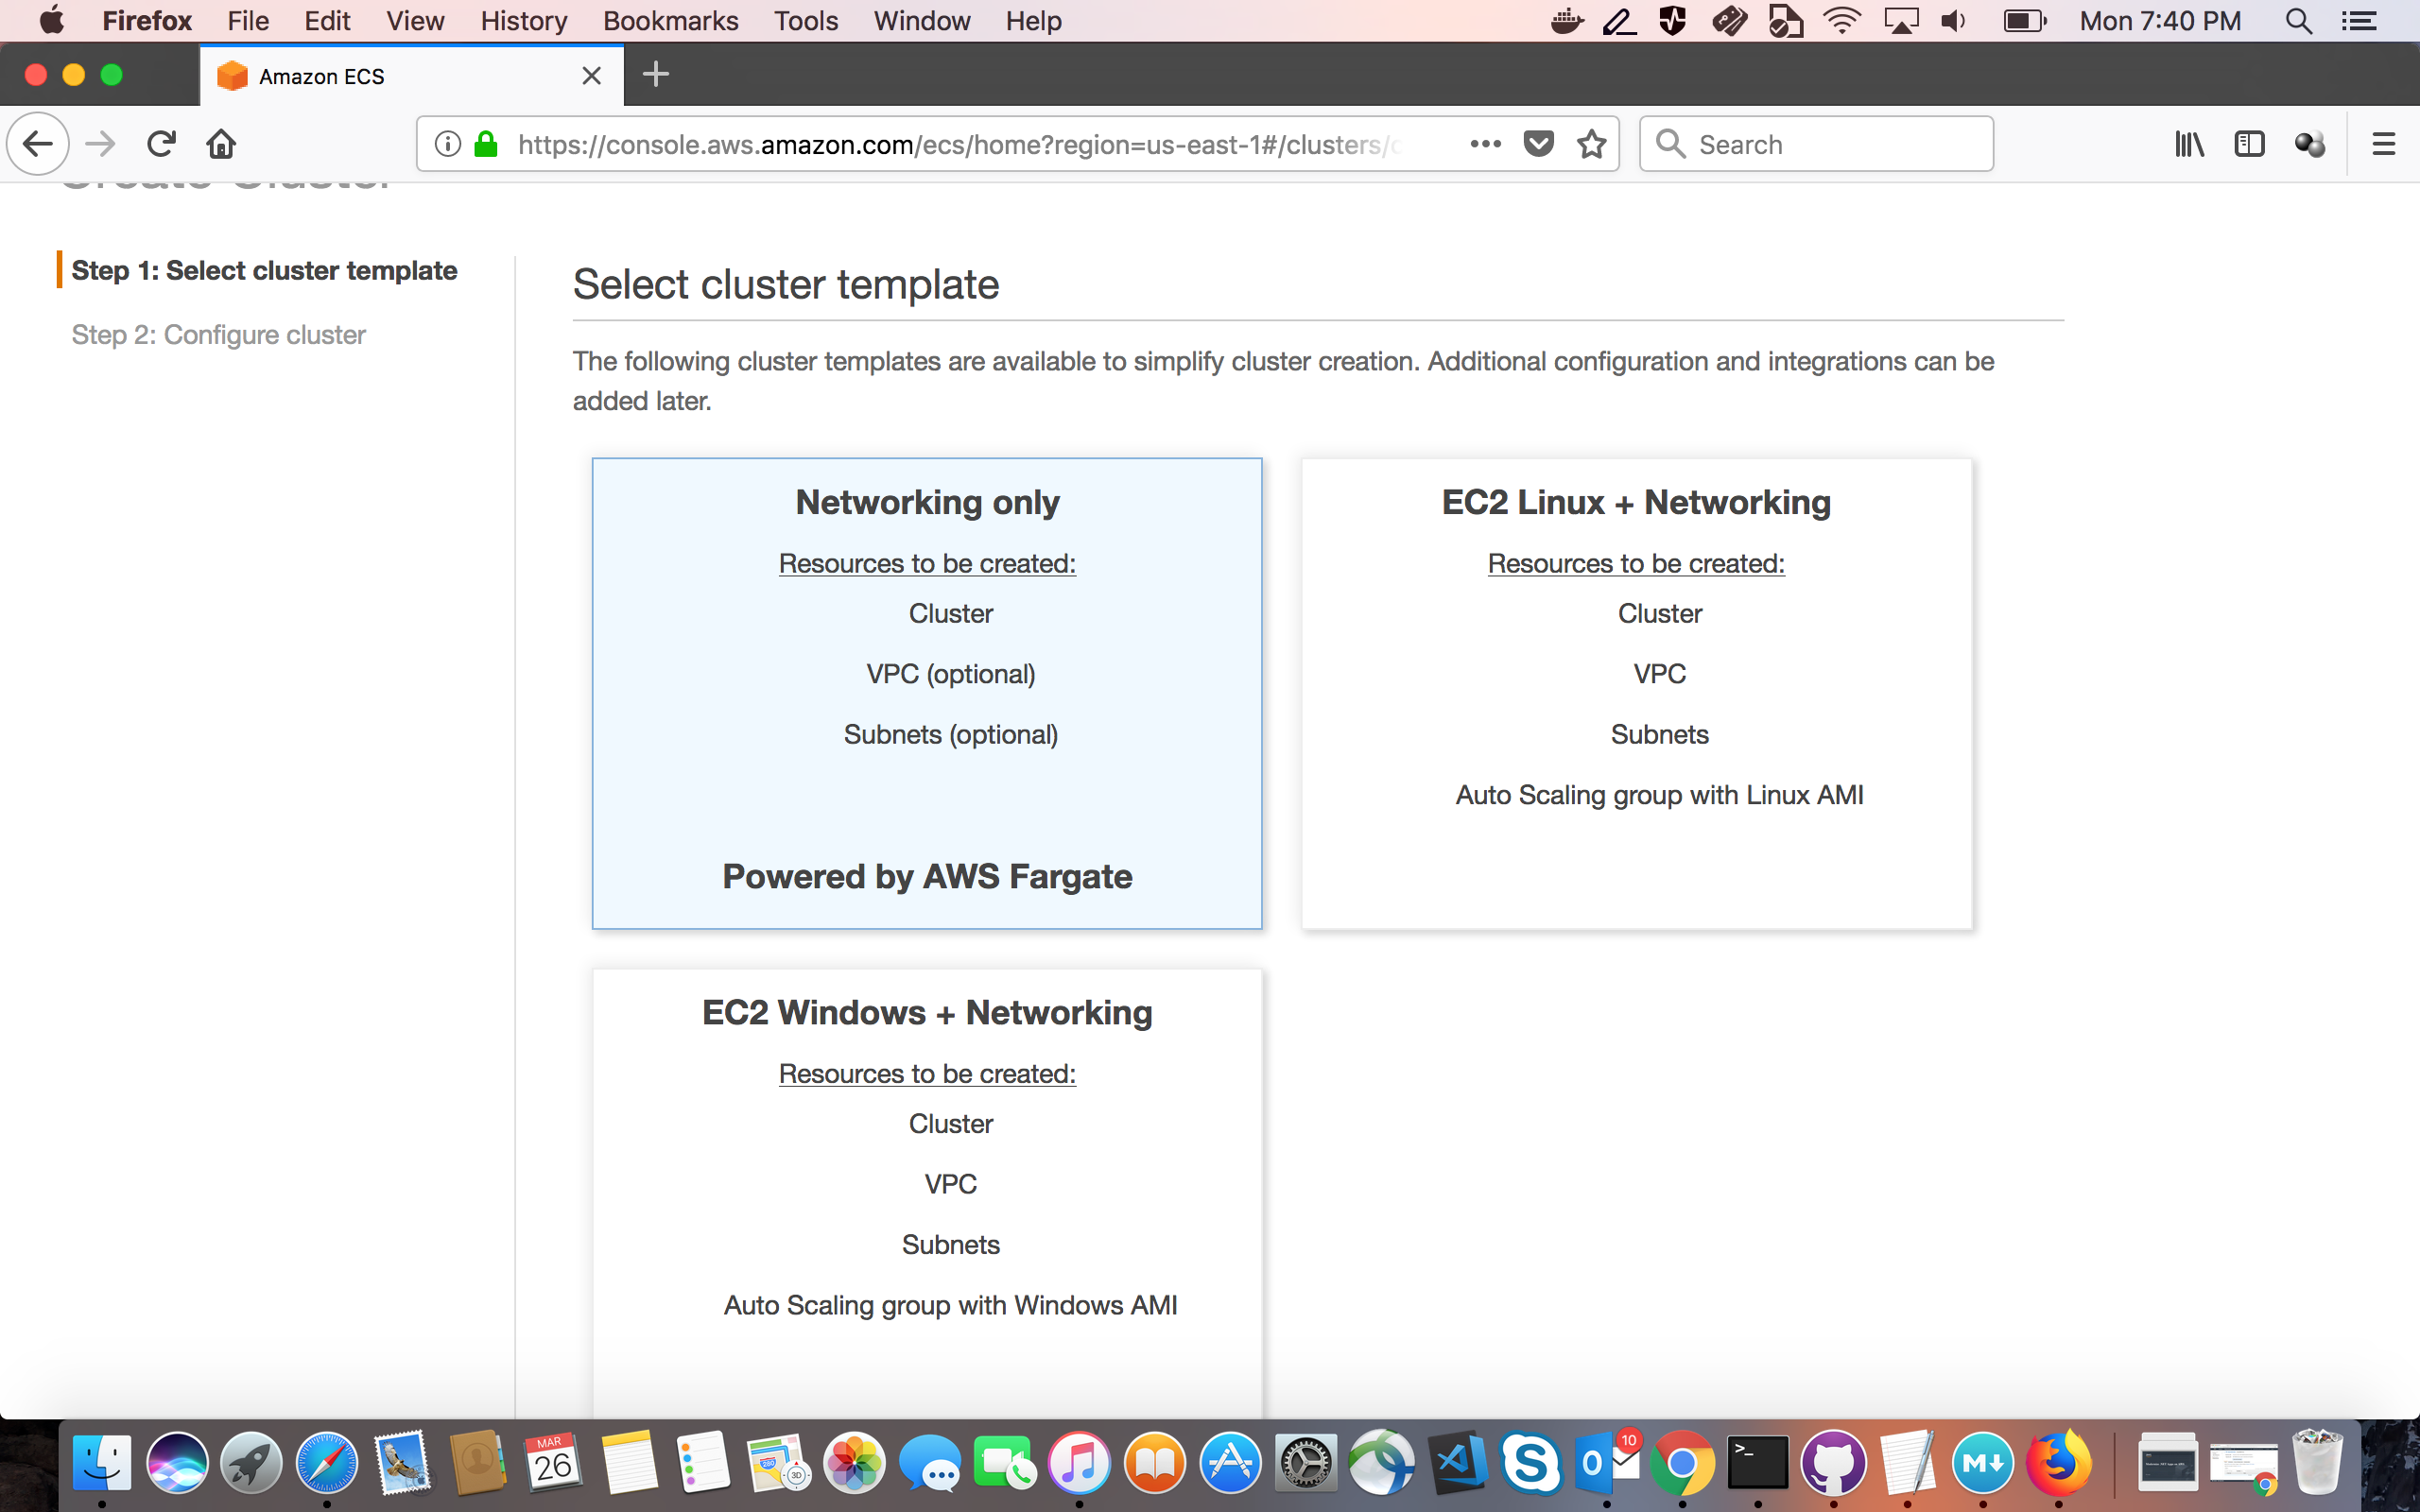 Firefox File Edit View History Bookmarks Tools Window Help Mon 7:40 PM
Amazon ECS
https://console.aws.amazon.com/ecs/home?region=us-east-1#/clusters/c Search
Create Cluster
Step 1: Select cluster template
Step 2: Configure cluster
Select cluster template
The following cluster templates are available to simplify cluster creation. Additional configuration and integrations can be
added later.
Networking only
Resources to be created:
Cluster
VPC (optional)
Subnets (optional)
Powered by AWS Fargate
EC2 Linux + Networking
Resources to be created:
Cluster
VPC
Subnets
Auto Scaling group with Linux AMI
EC2 Windows + Networking
Resources to be created:
Cluster
VPC
Subnets
Auto Scaling group with Windows AMI
MAR
26
280
3D
10
>_
M